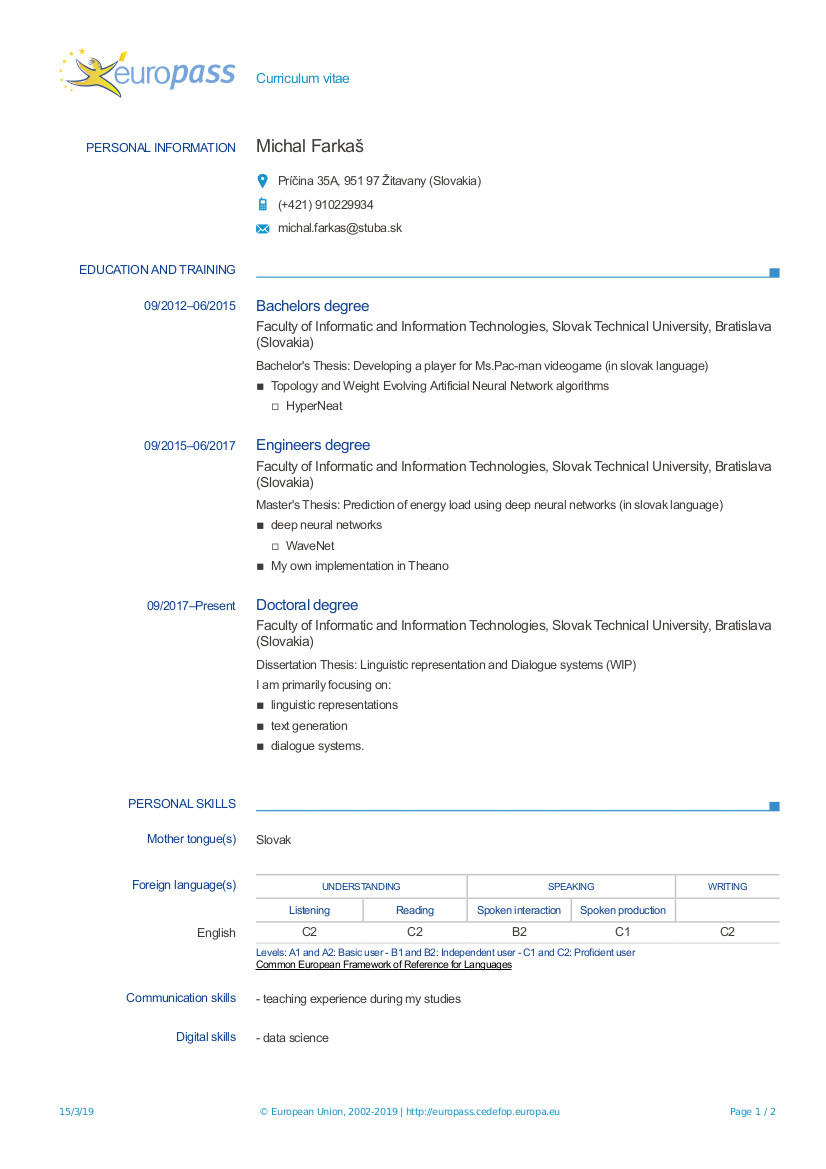 europass
Curriculum vitae
PERSONAL INFORMATION
Michal Farkaš
Príčina 35A, 951 97 Žitavany (Slovakia)
(+421) 910229934
michal.farkas@stuba.sk
EDUCATION AND TRAINING
09/2012–06/2015
Bachelors degree
Faculty of Informatic and Information Technologies, Slovak Technical University, Bratislava
(Slovakia)
Bachelor's Thesis: Developing a player for Ms.Pac-man videogame (in slovak language)
▪ Topology and Weight Evolving Artificial Neural Network algorithms
▫ HyperNeat
09/2015–06/2017
Engineers degree
Faculty of Informatic and Information Technologies, Slovak Technical University, Bratislava
(Slovakia)
Master's Thesis: Prediction of energy load using deep neural networks (in slovak language)
▪ deep neural networks
▫ WaveNet
▪ My own implementation in Theano
09/2017–Present
Doctoral degree
Faculty of Informatic and Information Technologies, Slovak Technical University, Bratislava
(Slovakia)
Dissertation Thesis: Linguistic representation and Dialogue systems (WIP)
I am primarily focusing on:
▪ linguistic representations
▪ text generation
▪ dialogue systems.
PERSONAL SKILLS
Mother tongue(s)
Slovak
Foreign language(s)
UNDERSTANDING SPEAKING WRITING
Listening Reading Spoken interaction Spoken production
English C2 C2 B2 C1 C2
Levels: A1 and A2: Basic user - B1 and B2: Independent user - C1 and C2: Proficient user
Common European Framework of Reference for Languages
Communication skills
- teaching experience during my studies
Digital skills
- data science
15/3/19 © European Union, 2002-2019 | http://europass.cedefop.europa.eu Page 1 / 2